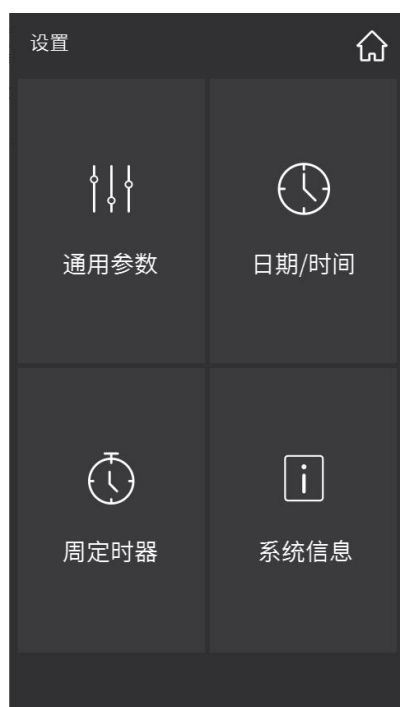 设置
通用参数
日期/时间
周定时器
系统信息